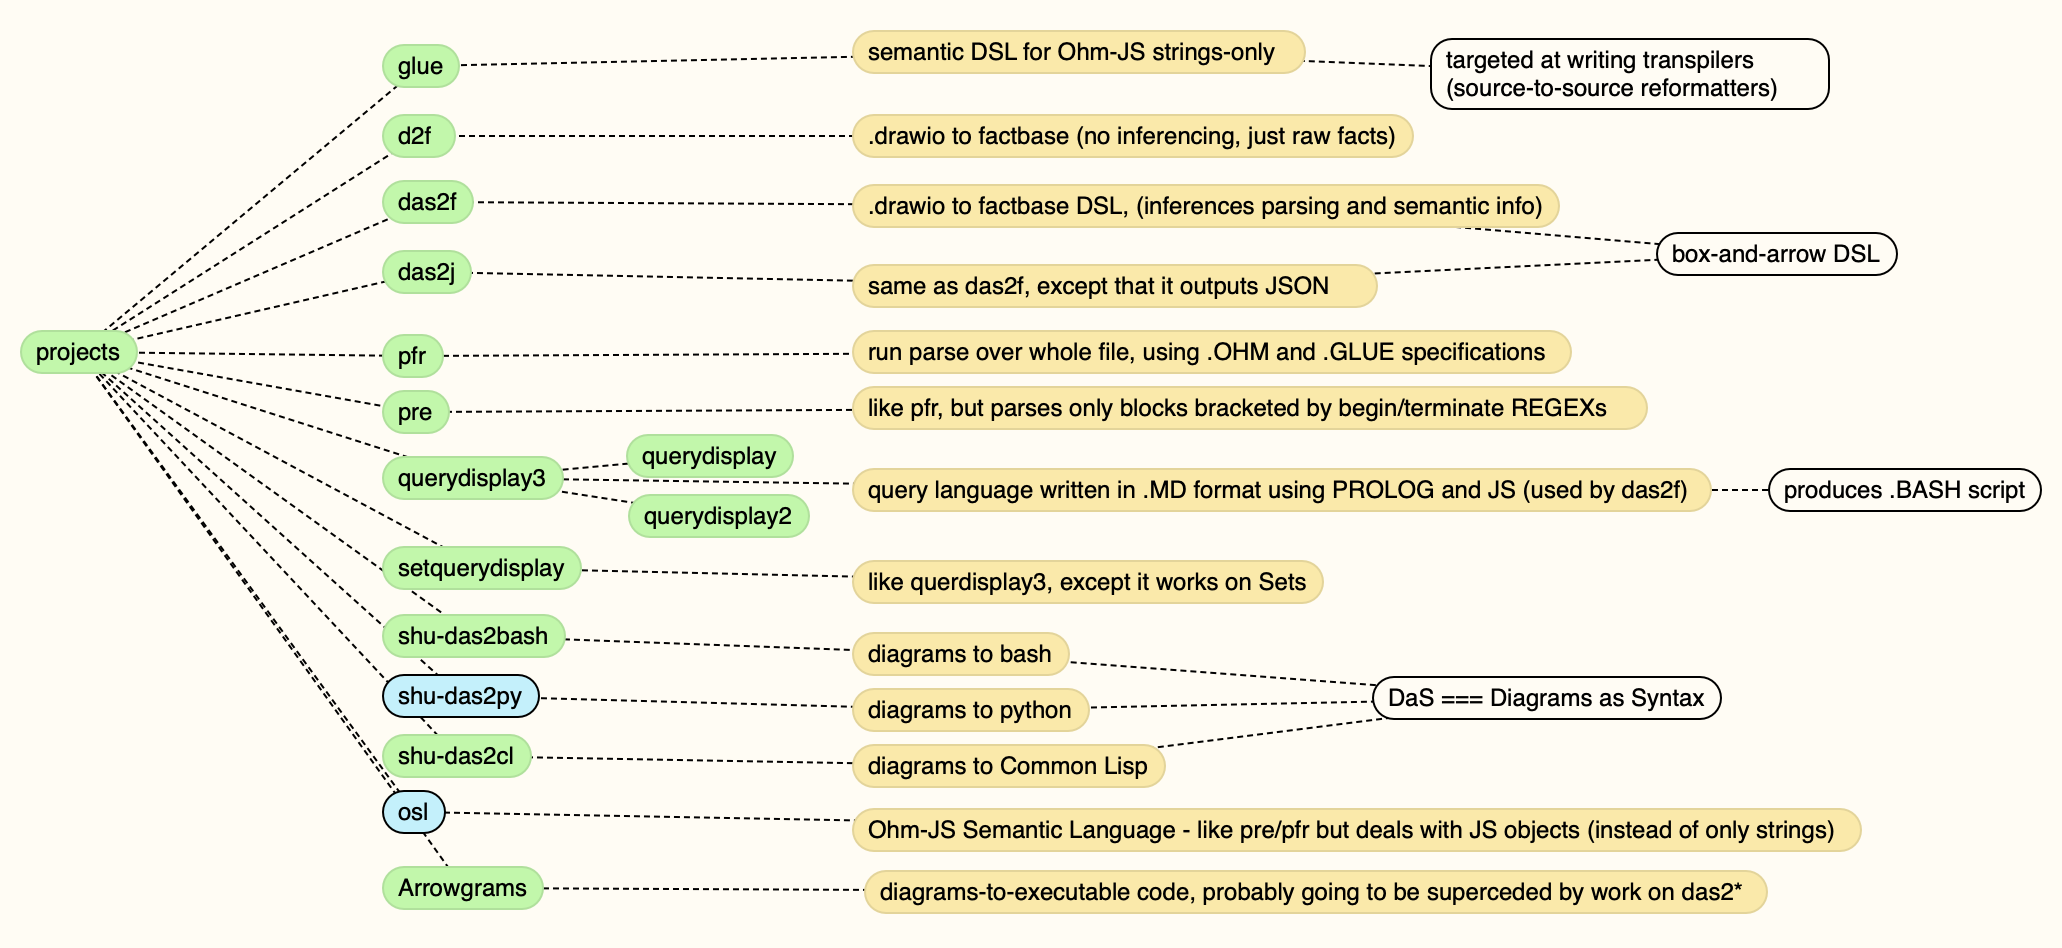 glue
semantic DSL for Ohm-JS strings-only
targeted at writing transpilers
(source-to-source reformatters)
d2f
.drawio to factbase (no inferencing, just raw facts)
das2f
.drawio to factbase DSL, (inferences parsing and semantic info)
box-and-arrow DSL
das2j
same as das2f, except that it outputs JSON
projects
pfr
run parse over whole file, using .OHM and .GLUE specifications
pre
like pfr, but parses only blocks bracketed by begin/terminate REGEXs
querydisplay
querydisplay3
query language written in .MD format using PROLOG and JS (used by das2f)
produces .BASH script
querydisplay2
setquerydisplay
like querdisplay3, except it works on Sets
shu-das2bash
diagrams to bash
shu-das2py
diagrams to python
DaS === Diagrams as Syntax
shu-das2cl
diagrams to Common Lisp
osl
Ohm-JS Semantic Language - like pre/pfr but deals with JS objects (instead of only strings)
Arrowgrams
diagrams-to-executable code, probably going to be superceded by work on das2*